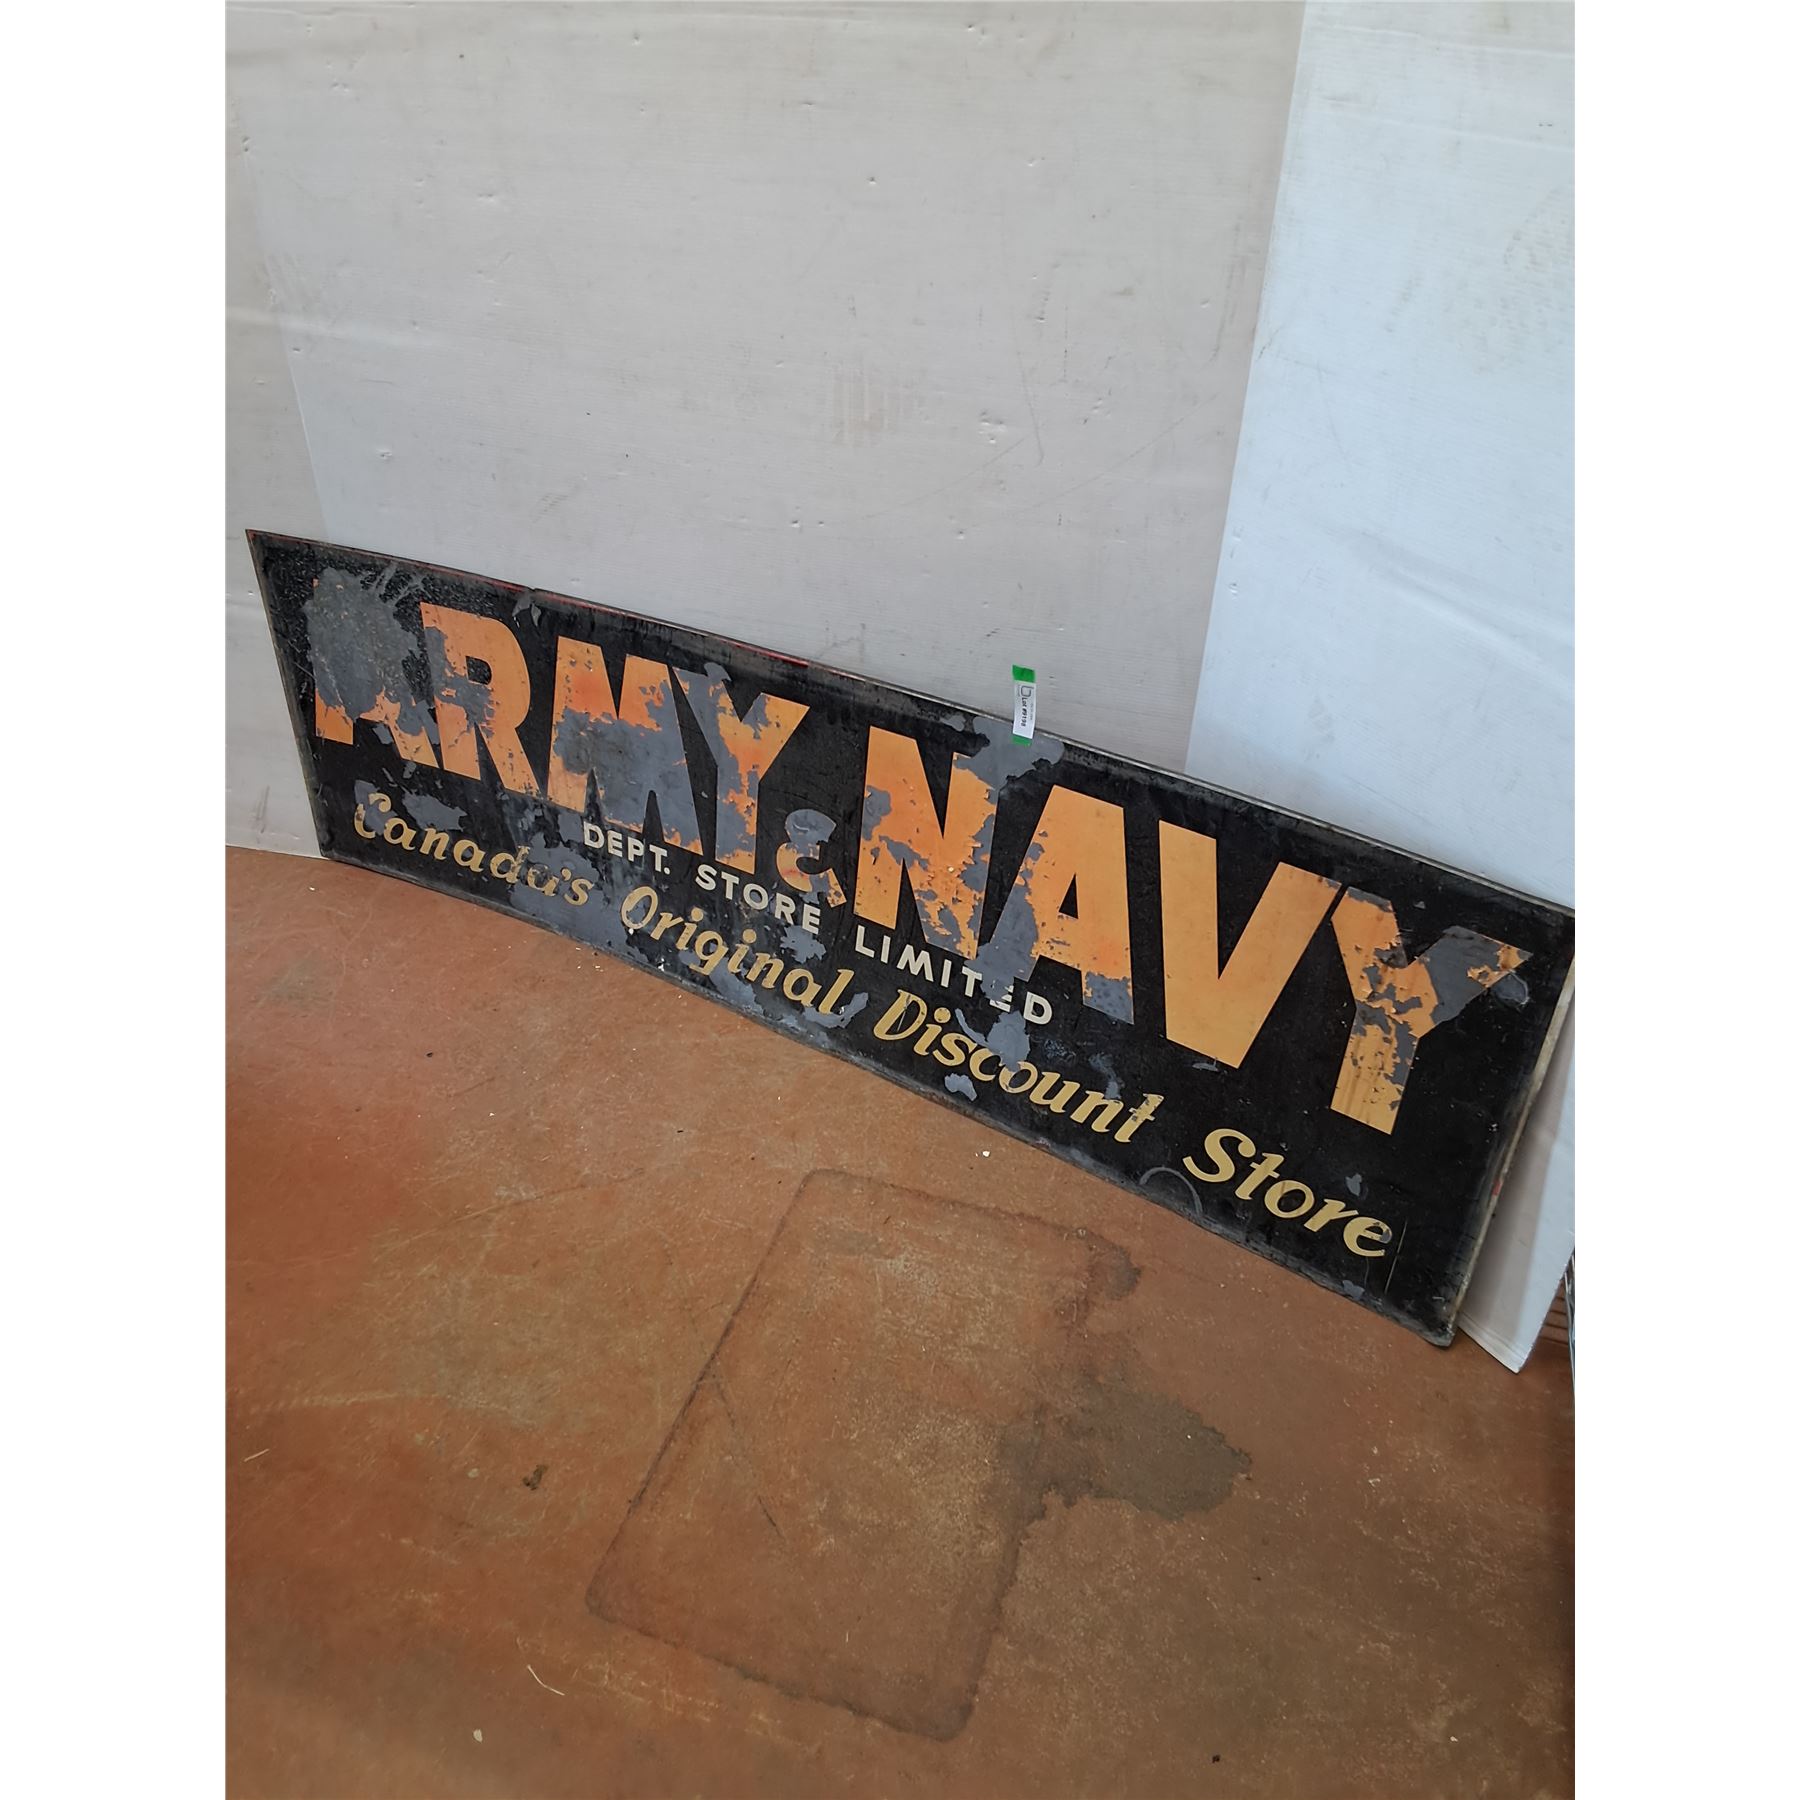 ARMY & NAVY
DEPT. STORE LIMITED
Canada's Original Discount Store